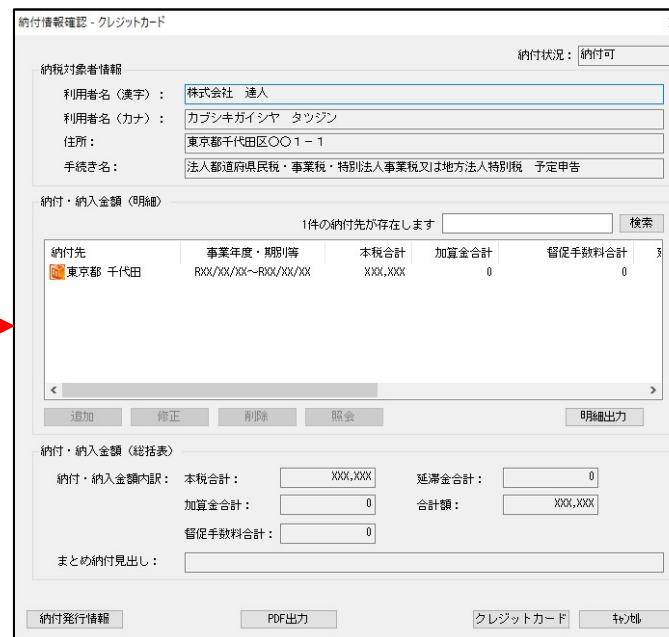 納付情報確認 - クレジットカード
納付状況： 納付可
納税対象者情報
利用者名（漢字）： 株式会社　達人
利用者名（カナ）： カブシキガイシヤ　タツジン
住所： 東京都千代田区〇〇１－１
手続き名： 法人都道府県民税・事業税・特別法人事業税又は地方法人特別税　予定申告
納付・納入金額（明細）
1件の納付先が存在します 検索
納付先 事業年度・期別等 本税合計 加算金合計 督促手数料合計
東京都 千代田 RXX/XX/XX～RXX/XX/XX XXX,XXX 0 0
追加 修正 削除 照会 明細出力
納付・納入金額（総括表）
納付・納入金額内訳： 本税合計： XXX,XXX 延滞金合計： 0
加算金合計： 0 合計額： XXX,XXX
督促手数料合計： 0
まとめ納付見出し：
納付発行情報 PDF出力 クレジットカード ｷｬﾝｾﾙ